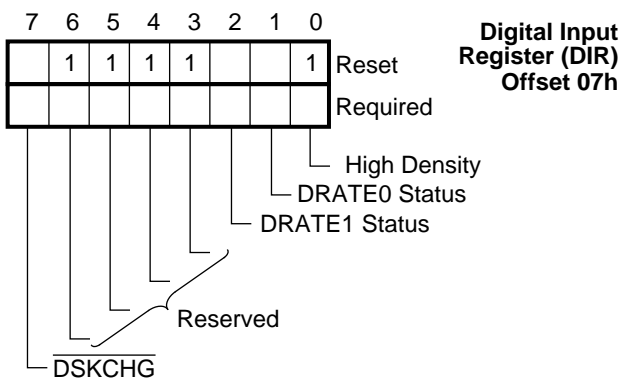 7 6 5 4 3 2 1 0
Digital Input
Register (DIR)
Offset 07h
1 1 1 1 1 Reset
Required
High Density
DRATE0 Status
DRATE1 Status
Reserved
DSKCHG